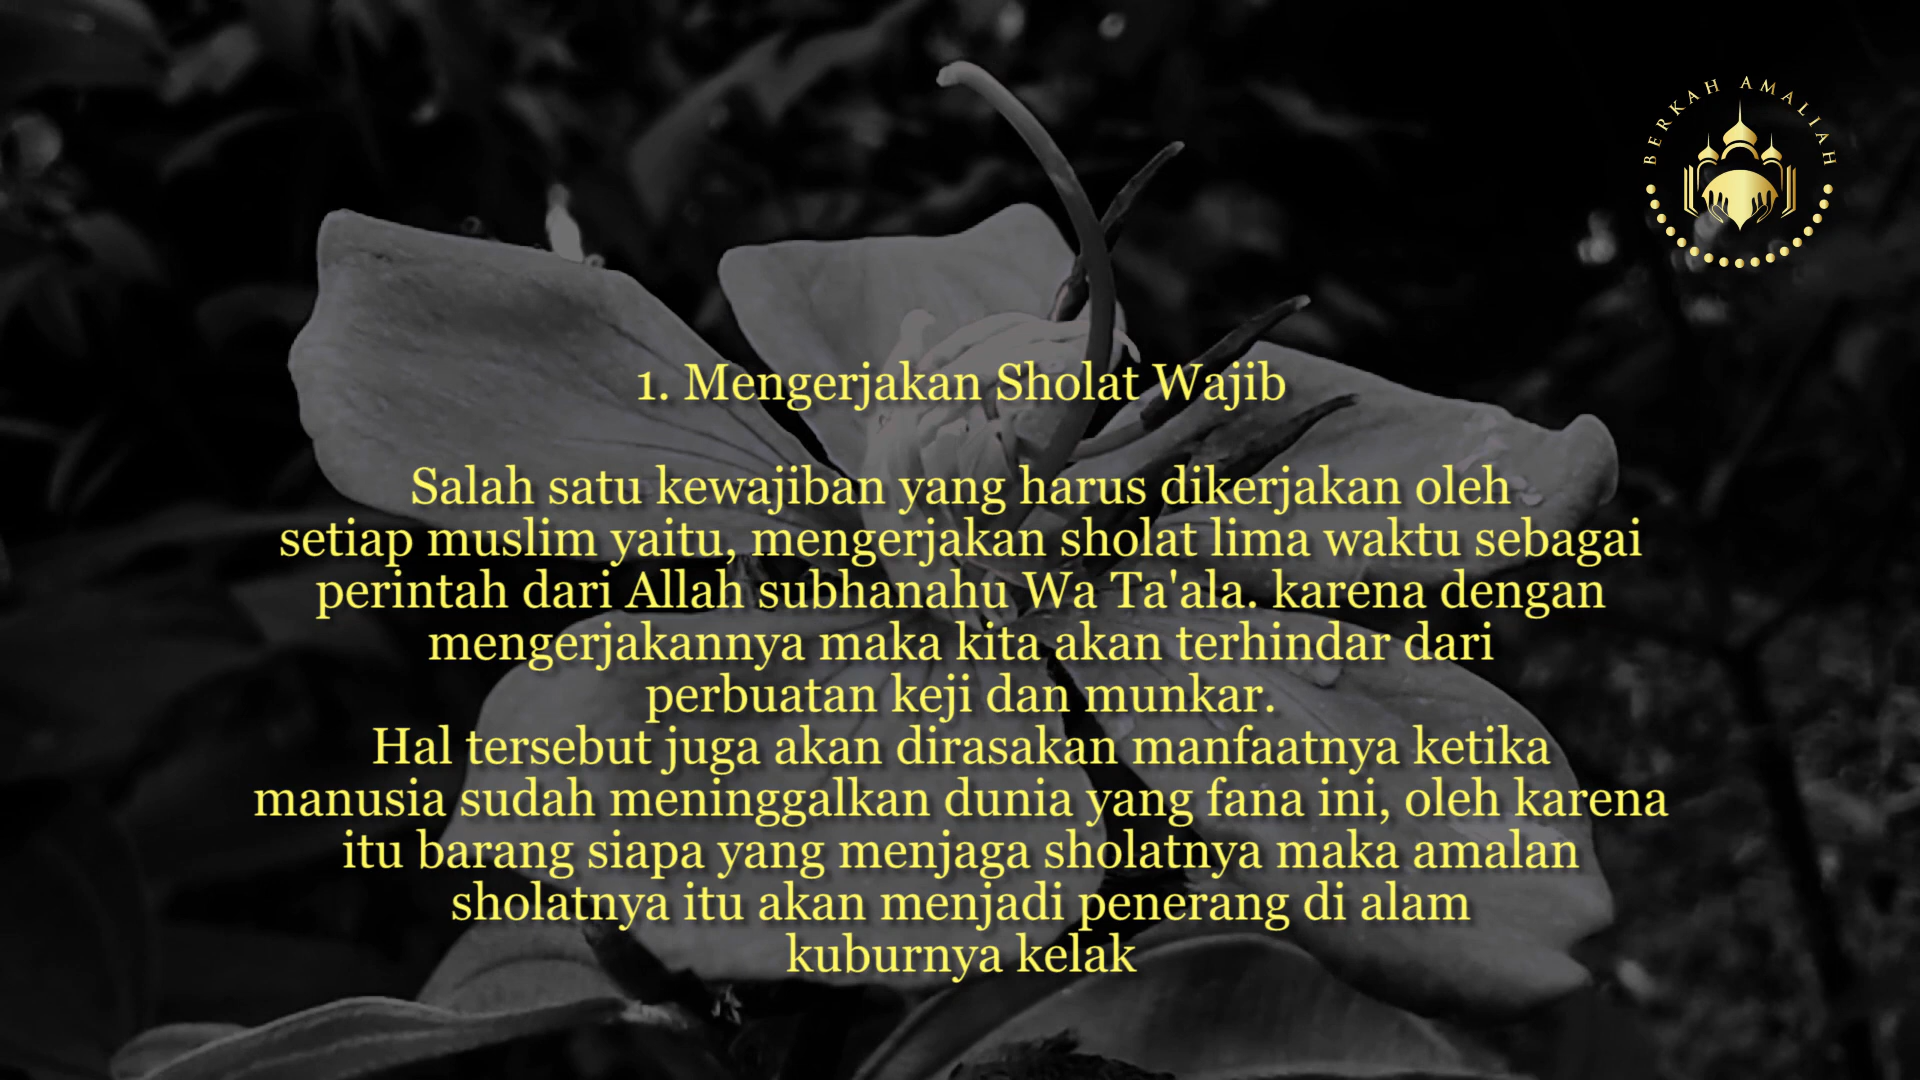 BERKAH AMALIAH
1. Mengerjakan Sholat Wajib
Salah satu kewajiban yang harus dikerjakan oleh
setiap muslim yaitu, mengerjakan sholat lima waktu sebagai
perintah dari Allah subhanahu Wa Ta'ala. karena dengan
mengerjakannya maka kita akan terhindar dari
perbuatan keji dan munkar.
Hal tersebut juga akan dirasakan manfaatnya ketika
manusia sudah meninggalkan dunia yang fana ini, oleh karena
itu barang siapa yang menjaga sholatnya maka amalan
sholatnya itu akan menjadi penerang di alam
kuburnya kelak